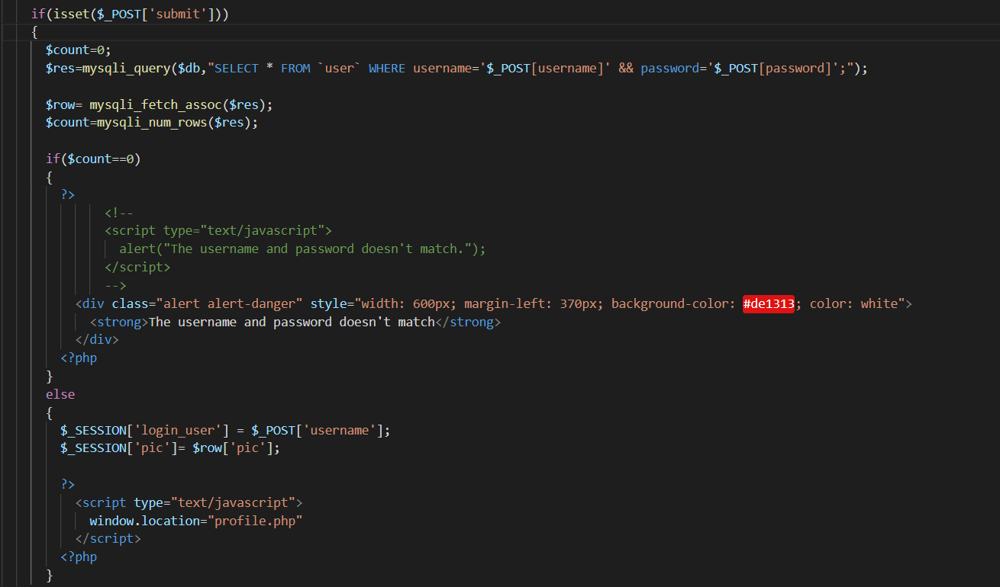 if(isset($_POST['submit']))
{
$count=0;
$res=mysqli_query($db,"SELECT * FROM `user` WHERE username='$_POST[username]' && password='$_POST[password]';");
$row= mysqli_fetch_assoc($res);
$count=mysqli_num_rows($res);
if($count==0)
{
?>
<!--
<script type="text/javascript">
alert("The username and password doesn't match.");
</script>
-->
<div class="alert alert-danger" style="width: 600px; margin-left: 370px; background-color: #de1313; color: white">
<strong>The username and password doesn't match</strong>
</div>
<?php
}
else
{
$_SESSION['login_user'] = $_POST['username'];
$_SESSION['pic']= $row['pic'];
?>
<script type="text/javascript">
window.location="profile.php"
</script>
<?php
}